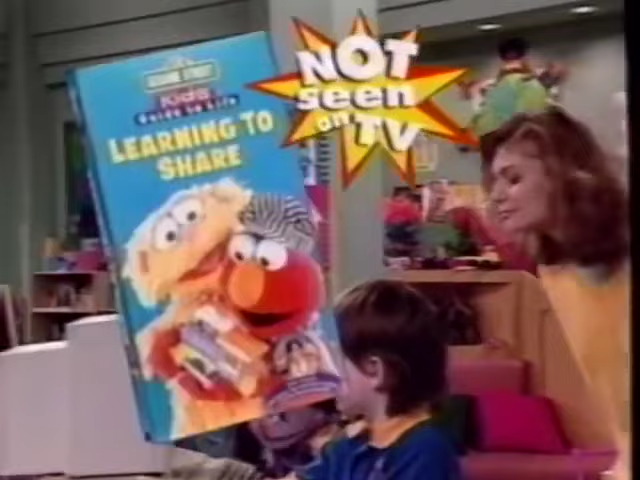 SESAME STREET
Kids'
Guide to Life
LEARNING TO
SHARE
NOT
seen
on
TV